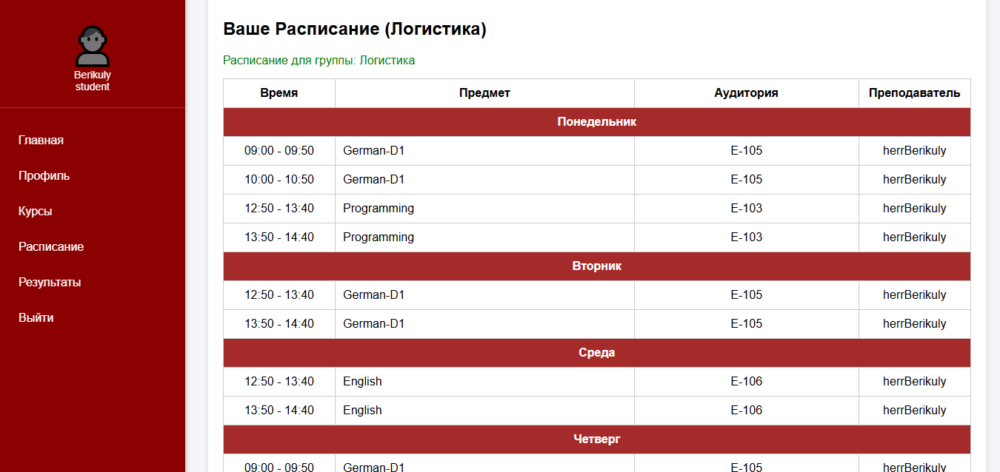 Berikuly
student
Главная
Профиль
Курсы
Расписание
Результаты
Выйти
Ваше Расписание (Логистика)
Расписание для группы: Логистика
Время Предмет Аудитория Преподаватель
Понедельник
09:00 - 09:50 German-D1 E-105 herrBerikuly
10:00 - 10:50 German-D1 E-105 herrBerikuly
12:50 - 13:40 Programming E-103 herrBerikuly
13:50 - 14:40 Programming E-103 herrBerikuly
Вторник
12:50 - 13:40 German-D1 E-105 herrBerikuly
13:50 - 14:40 German-D1 E-105 herrBerikuly
Среда
12:50 - 13:40 English E-106 herrBerikuly
13:50 - 14:40 English E-106 herrBerikuly
Четверг
09:00 - 09:50 German-D1 E-105 herrBerikuly